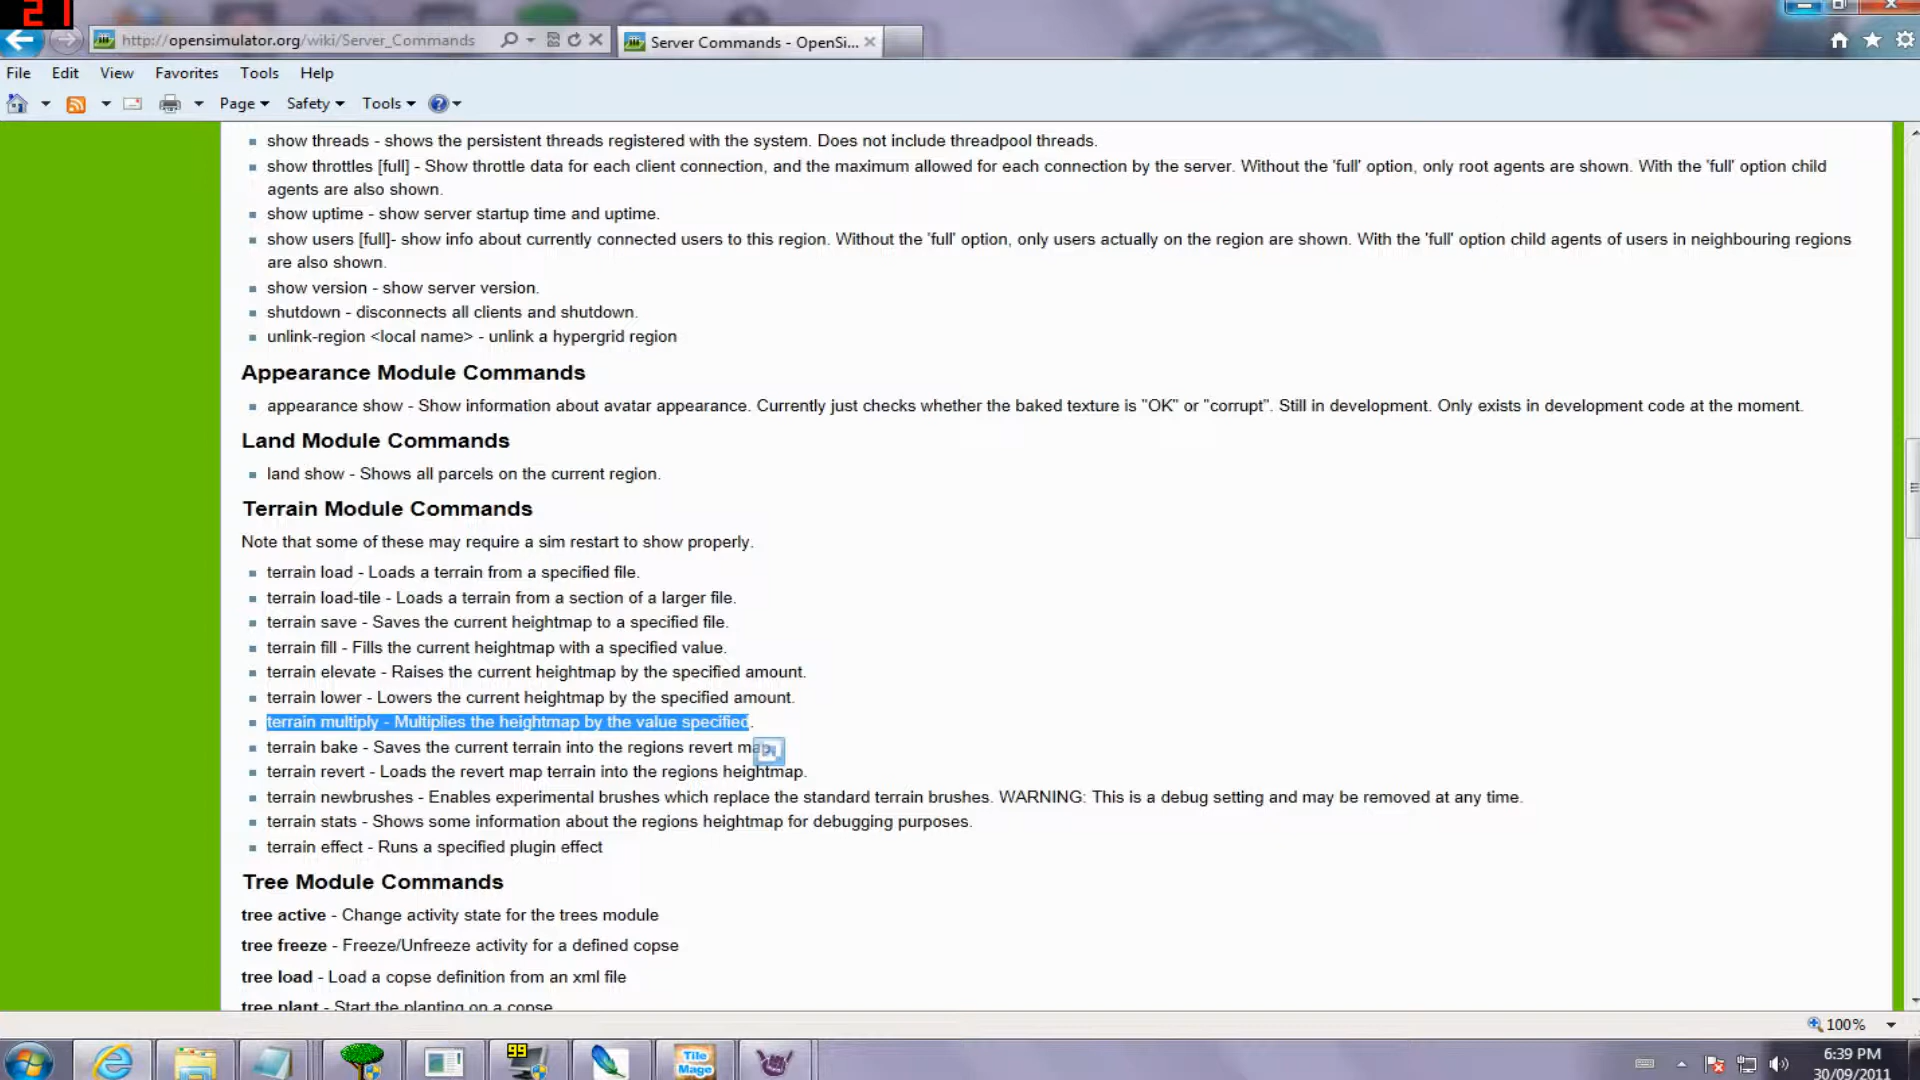 21
http://opensimulator.org/wiki/Server_Commands
Server Commands - OpenSi...
File Edit View Favorites Tools Help
Page Safety Tools
show threads - shows the persistent threads registered with the system. Does not include threadpool threads.
show throttles [full] - Show throttle data for each client connection, and the maximum allowed for each connection by the server. Without the 'full' option, only root agents are shown. With the 'full' option child
agents are also shown.
show uptime - show server startup time and uptime.
show users [full]- show info about currently connected users to this region. Without the 'full' option, only users actually on the region are shown. With the 'full' option child agents of users in neighbouring regions
are also shown.
show version - show server version.
shutdown - disconnects all clients and shutdown.
unlink-region <local name> - unlink a hypergrid region
Appearance Module Commands
appearance show - Show information about avatar appearance. Currently just checks whether the baked texture is "OK" or "corrupt". Still in development. Only exists in development code at the moment.
Land Module Commands
land show - Shows all parcels on the current region.
Terrain Module Commands
Note that some of these may require a sim restart to show properly.
terrain load - Loads a terrain from a specified file.
terrain load-tile - Loads a terrain from a section of a larger file.
terrain save - Saves the current heightmap to a specified file.
terrain fill - Fills the current heightmap with a specified value.
terrain elevate - Raises the current heightmap by the specified amount.
terrain lower - Lowers the current heightmap by the specified amount.
terrain multiply - Multiplies the heightmap by the value specified.
terrain bake - Saves the current terrain into the regions revert map.
terrain revert - Loads the revert map terrain into the regions heightmap.
terrain newbrushes - Enables experimental brushes which replace the standard terrain brushes. WARNING: This is a debug setting and may be removed at any time.
terrain stats - Shows some information about the regions heightmap for debugging purposes.
terrain effect - Runs a specified plugin effect
Tree Module Commands
tree active - Change activity state for the trees module
tree freeze - Freeze/Unfreeze activity for a defined copse
tree load - Load a copse definition from an xml file
tree plant - Start the planting on a copse
100%
99
Tile
Mage
6:39 PM
30/09/2011